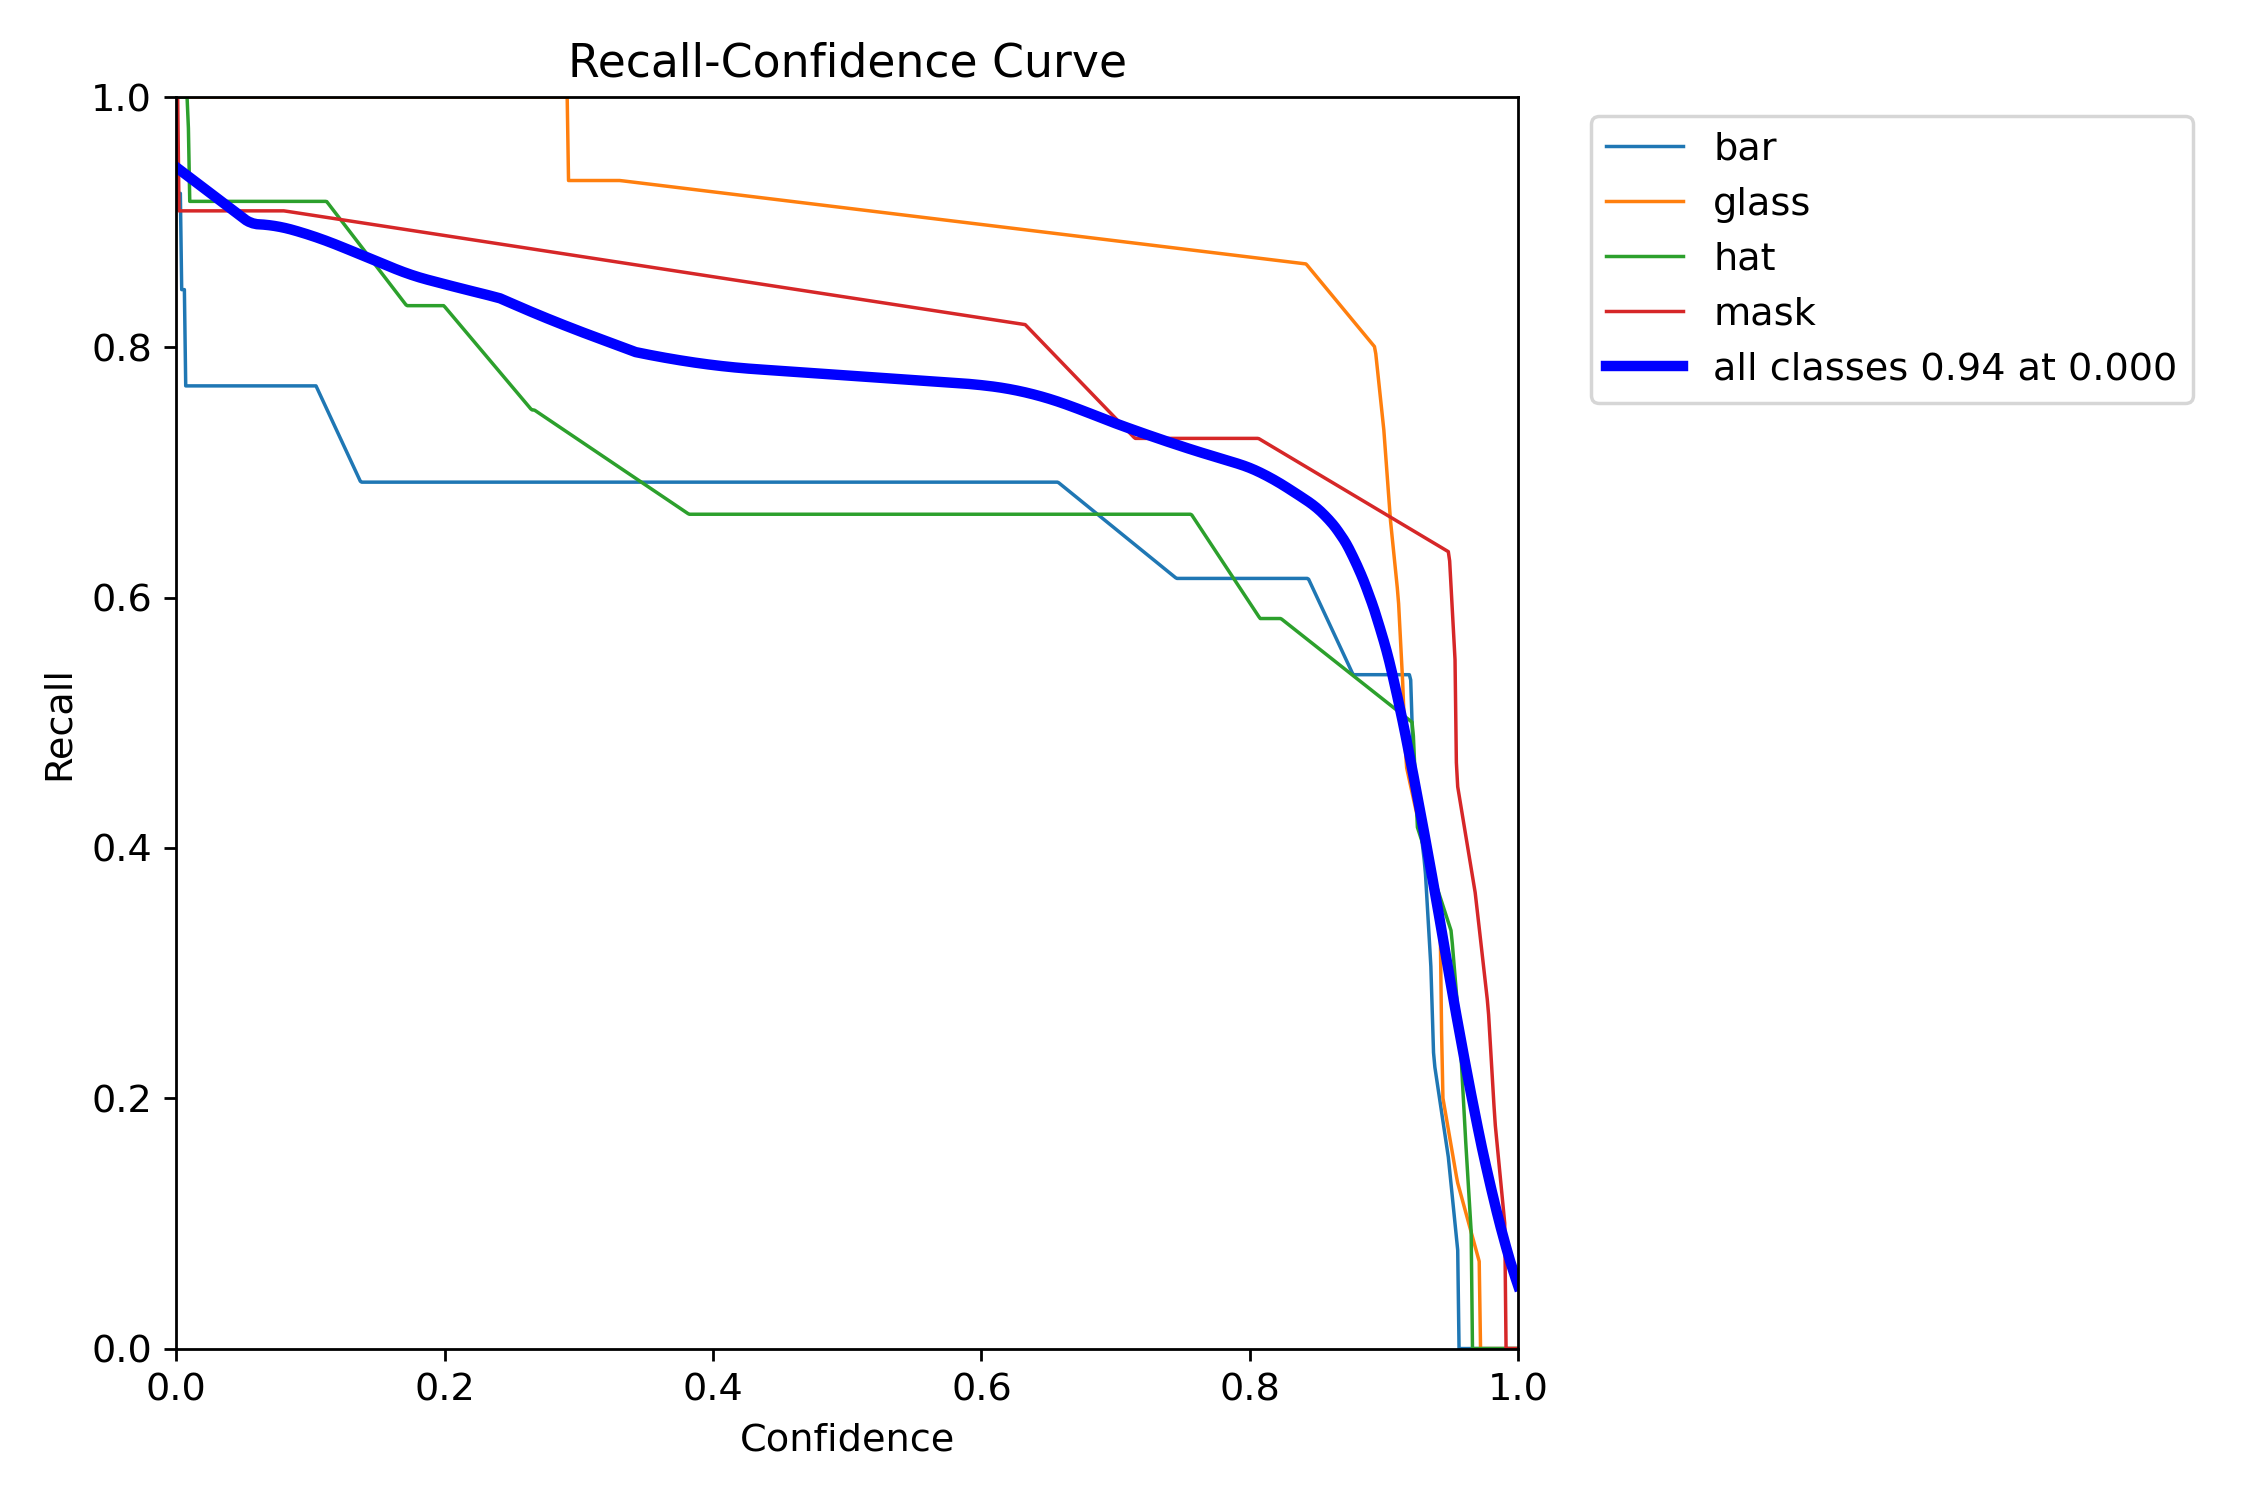 Recall-Confidence Curve
1.0
0.8
0.6
0.4
0.2
0.0
Recall
0.0 0.2 0.4 0.6 0.8 1.0
Confidence
bar
glass
hat
mask
all classes 0.94 at 0.000